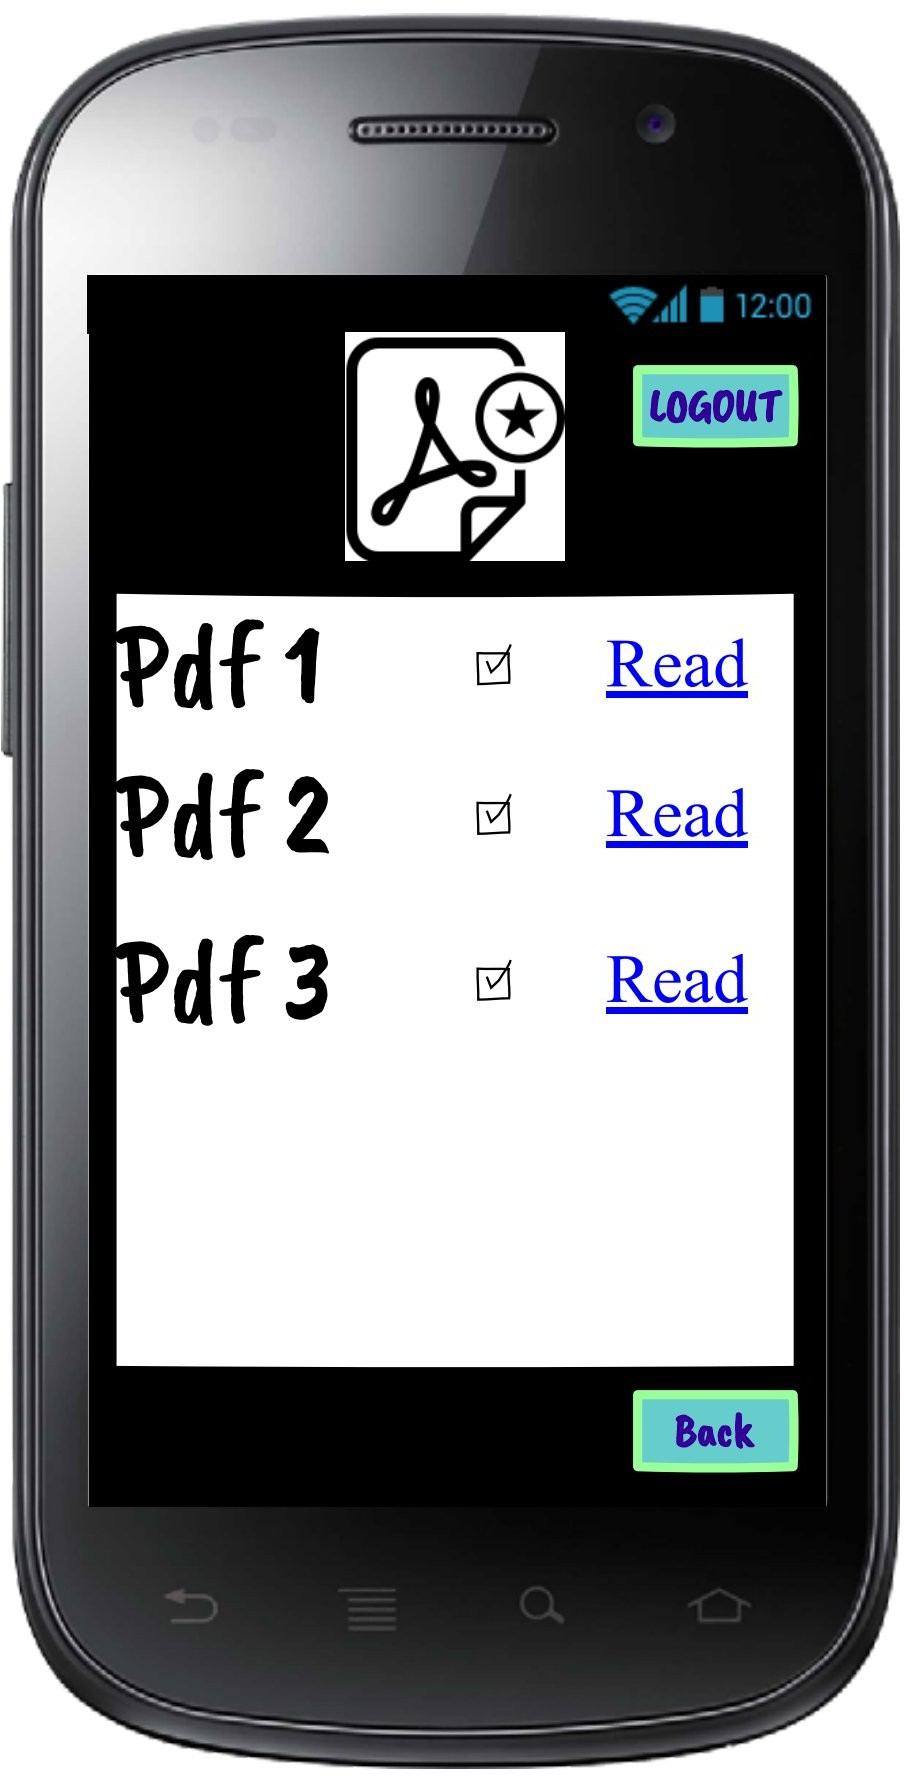 12:00
LOGOUT
Pdf 1 ☑ Read
Pdf 2 ☑ Read
Pdf 3 ☑ Read
Back